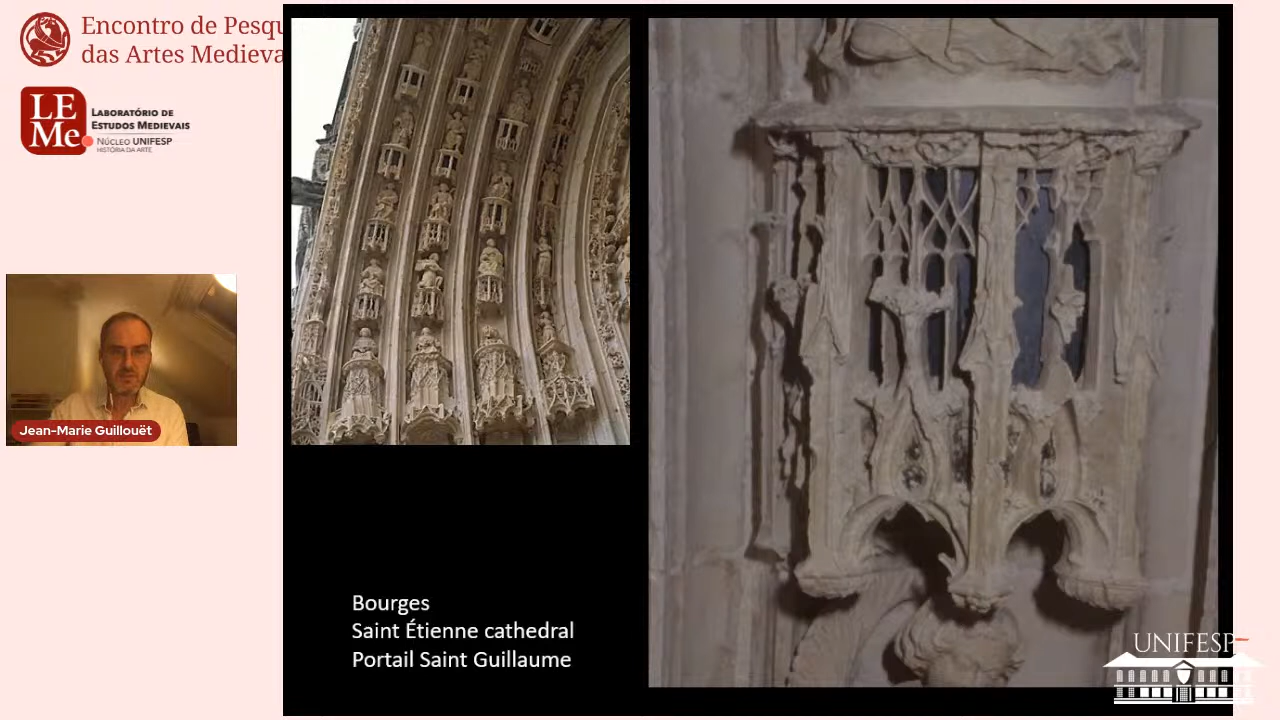 Encontro de Pesqu
das Artes Medieva
LE
Me
LABORATÓRIO DE
ESTUDOS MEDIEVAIS
NÚCLEO UNIFESP
HISTÓRIA DA ARTE
Jean-Marie Guillouët
Bourges
Saint Étienne cathedral
Portail Saint Guillaume
UNIFESP